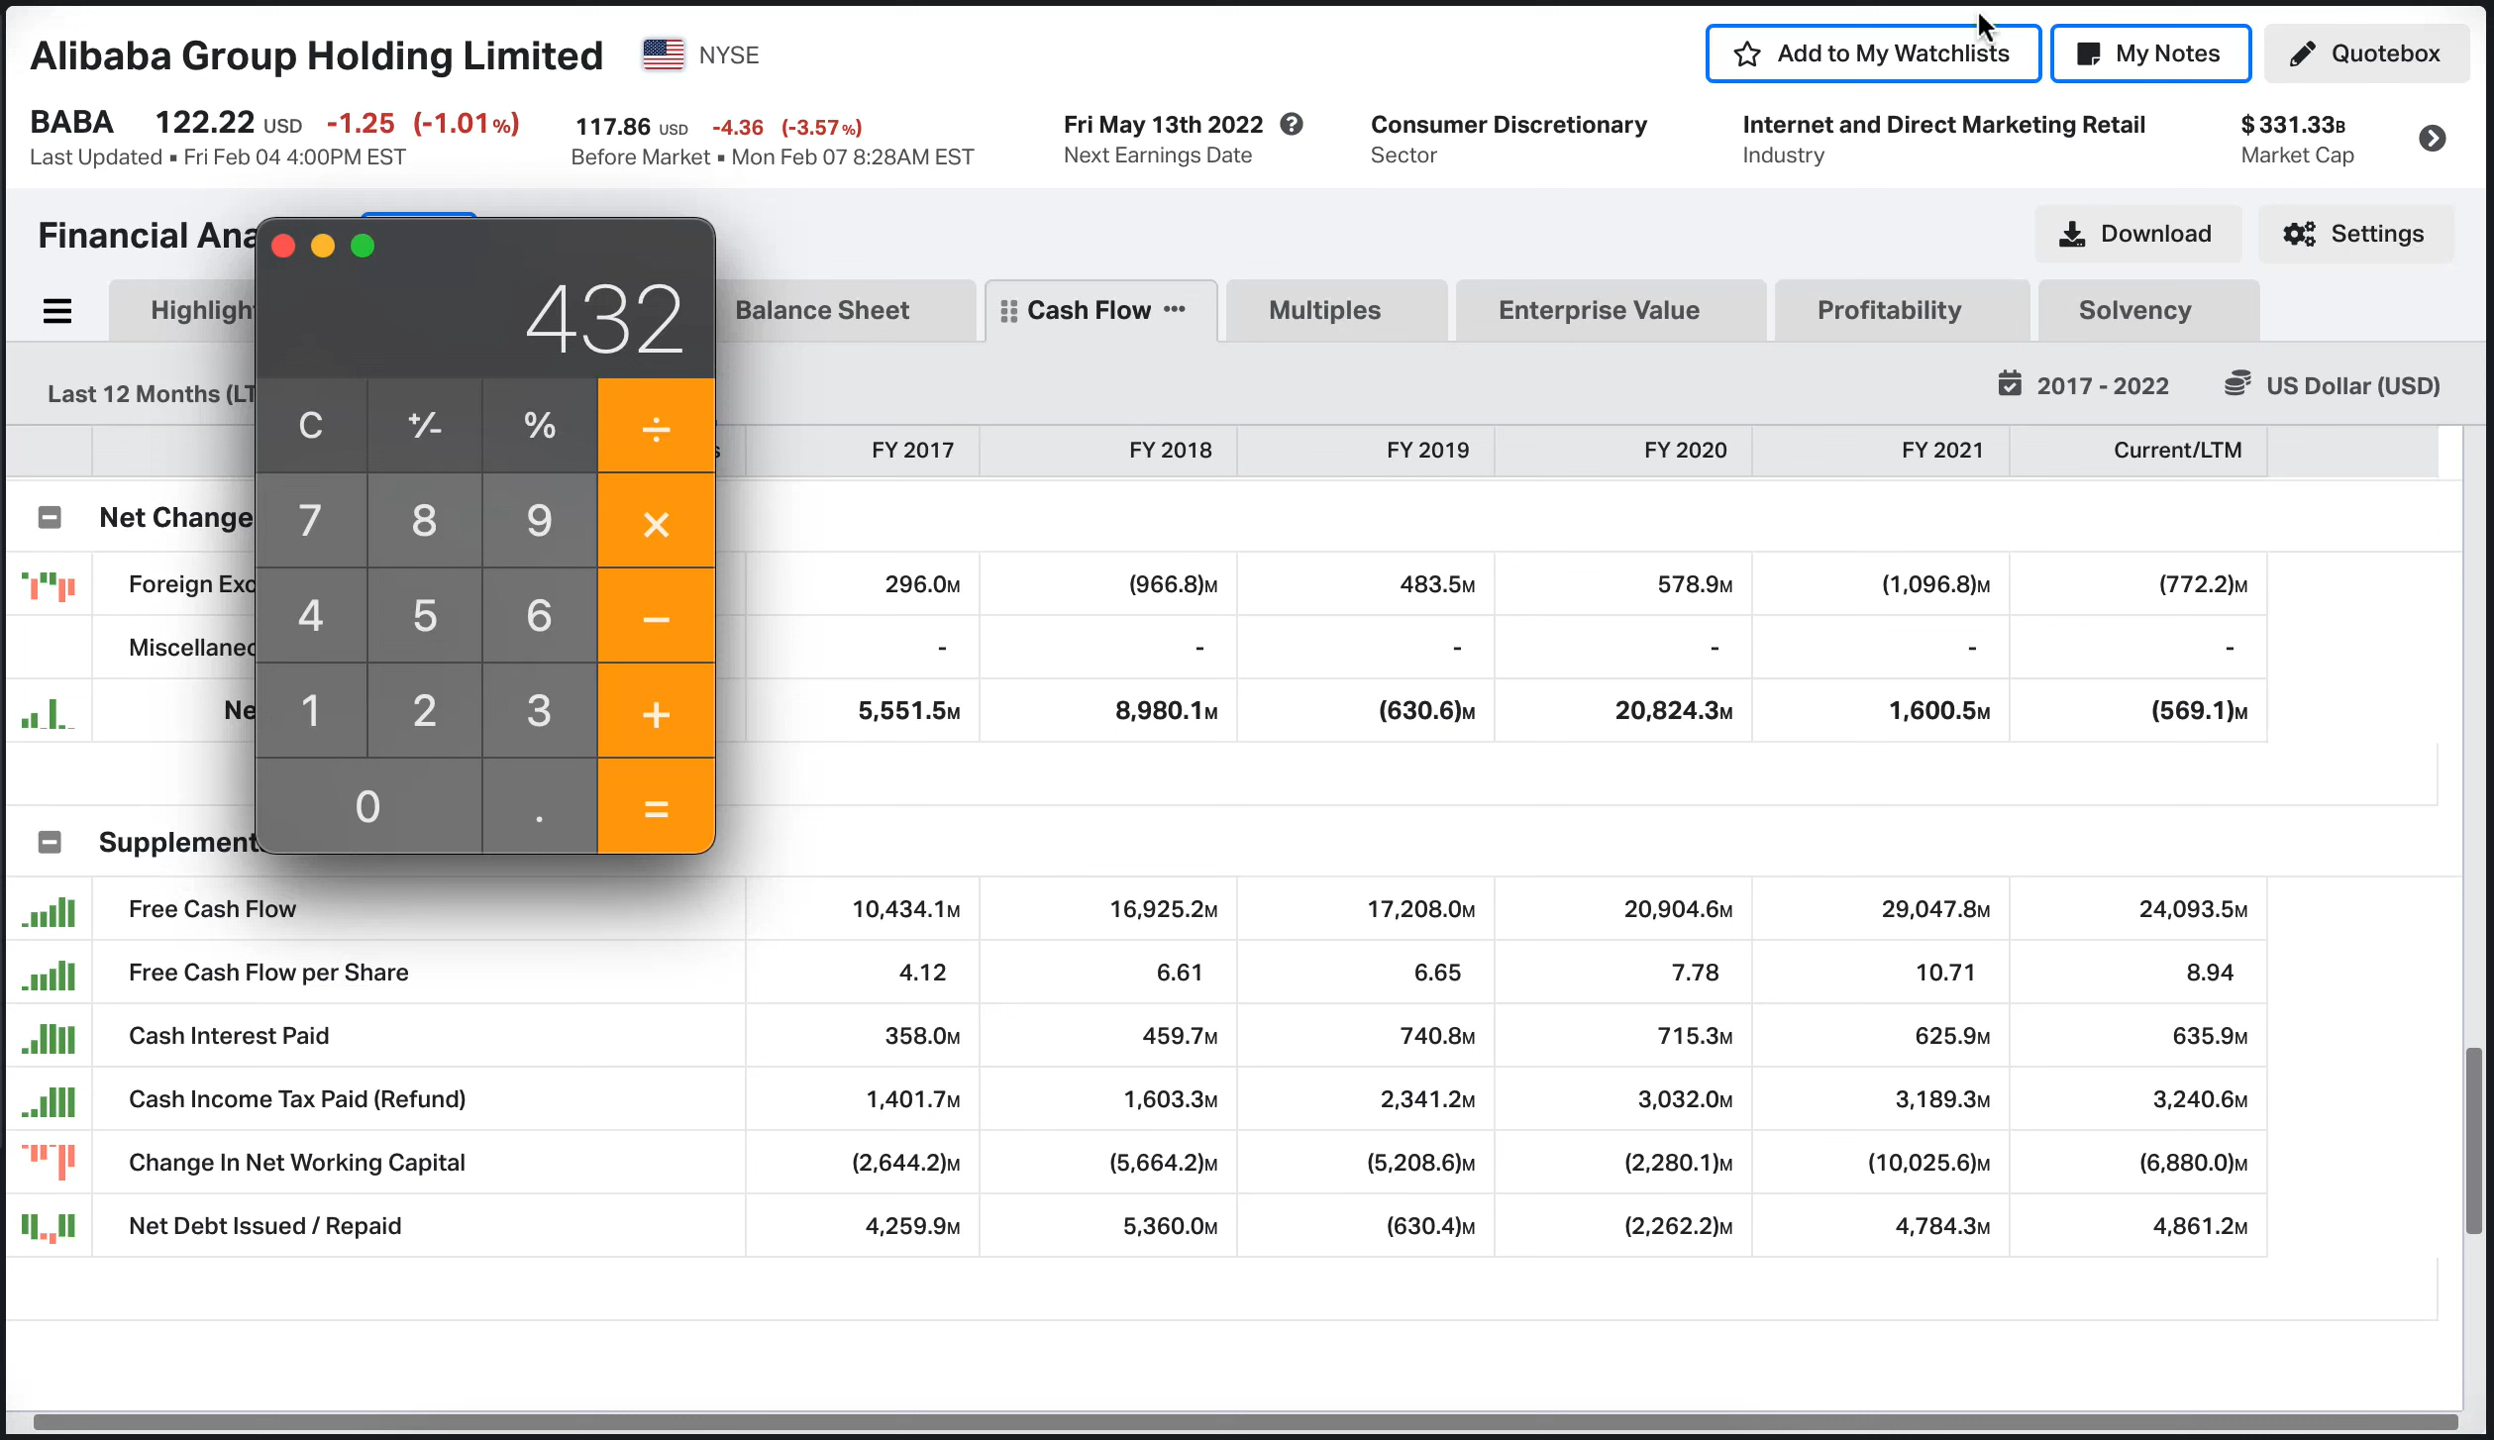 Alibaba Group Holding Limited NYSE Add to My Watchlists My Notes Quotebox
BABA 122.22 USD -1.25 (-1.01%) 117.86 USD -4.36 (-3.57%) Fri May 13th 2022 ? Consumer Discretionary Internet and Direct Marketing Retail $331.33B
Last Updated ▪ Fri Feb 04 4:00PM EST Before Market ▪ Mon Feb 07 8:28AM EST Next Earnings Date Sector Industry Market Cap
Financial Ana Download Settings
Highligh Balance Sheet Cash Flow ••• Multiples Enterprise Value Profitability Solvency
Last 12 Months (LT 2017 - 2022 US Dollar (USD)
s FY 2017 FY 2018 FY 2019 FY 2020 FY 2021 Current/LTM
Net Change
Foreign Exc 296.0M (966.8)M 483.5M 578.9M (1,096.8)M (772.2)M
Miscellaneo - - - - - -
Ne 5,551.5M 8,980.1M (630.6)M 20,824.3M 1,600.5M (569.1)M
Supplement
Free Cash Flow 10,434.1M 16,925.2M 17,208.0M 20,904.6M 29,047.8M 24,093.5M
Free Cash Flow per Share 4.12 6.61 6.65 7.78 10.71 8.94
Cash Interest Paid 358.0M 459.7M 740.8M 715.3M 625.9M 635.9M
Cash Income Tax Paid (Refund) 1,401.7M 1,603.3M 2,341.2M 3,032.0M 3,189.3M 3,240.6M
Change In Net Working Capital (2,644.2)M (5,664.2)M (5,208.6)M (2,280.1)M (10,025.6)M (6,880.0)M
Net Debt Issued / Repaid 4,259.9M 5,360.0M (630.4)M (2,262.2)M 4,784.3M 4,861.2M
432
C +/- % ÷
7 8 9 ×
4 5 6 −
1 2 3 +
0 . =